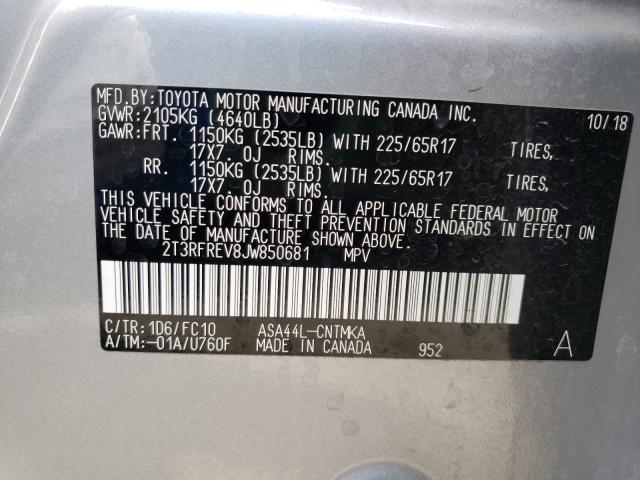 MFD.BY:TOYOTA MOTOR MANUFACTURING CANADA INC.
GVWR:2105KG (4640LB) 10/18
GAWR:FRT. 1150KG (2535LB) WITH 225/65R17 TIRES,
17X7. 0J RIMS.
RR. 1150KG (2535LB) WITH 225/65R17 TIRES,
17X7. 0J RIMS.
THIS VEHICLE CONFORMS TO ALL APPLICABLE FEDERAL MOTOR
VEHICLE SAFETY AND THEFT PREVENTION STANDARDS IN EFFECT ON
THE DATE OF MANUFACTURE SHOWN ABOVE.
2T3RFREV8JW850681 MPV
C/TR:1D6/FC10 ASA44L-CNTMKA
A/TM:-01A/U760F MADE IN CANADA 952 A